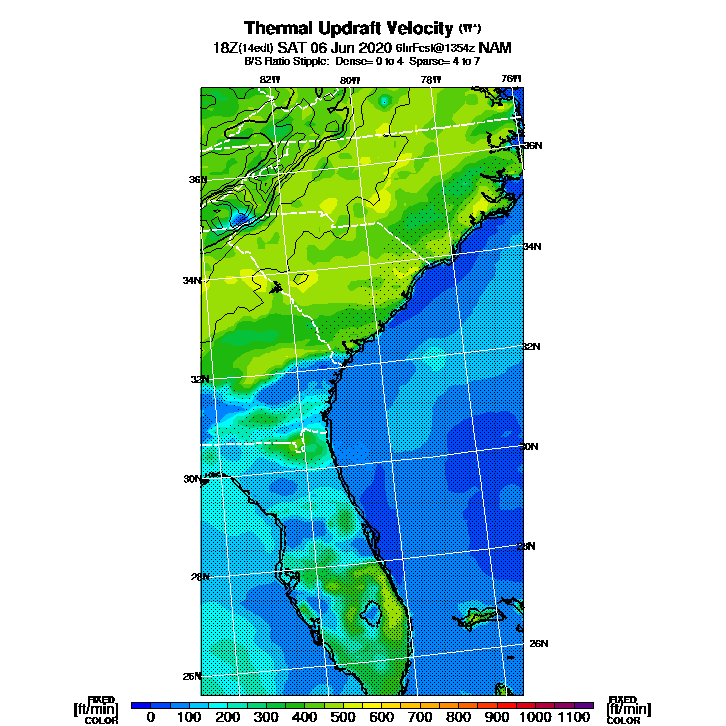 Thermal Updraft Velocity (W*)
18Z(14edt) SAT 06 Jun 2020 6hrFcst@1354z NAM
B/S Ratio Stipple: Dense= 0 to 4 Sparse= 4 to 7
82W 80W 78W 76W
36N
36N
34N
34N
32N
32N
30N
30N
28N
28N
26N
26N
FIXED FIXED
[ft/min] 0 100 200 300 400 500 600 700 800 900 1000 1100 [ft/min]
COLOR COLOR